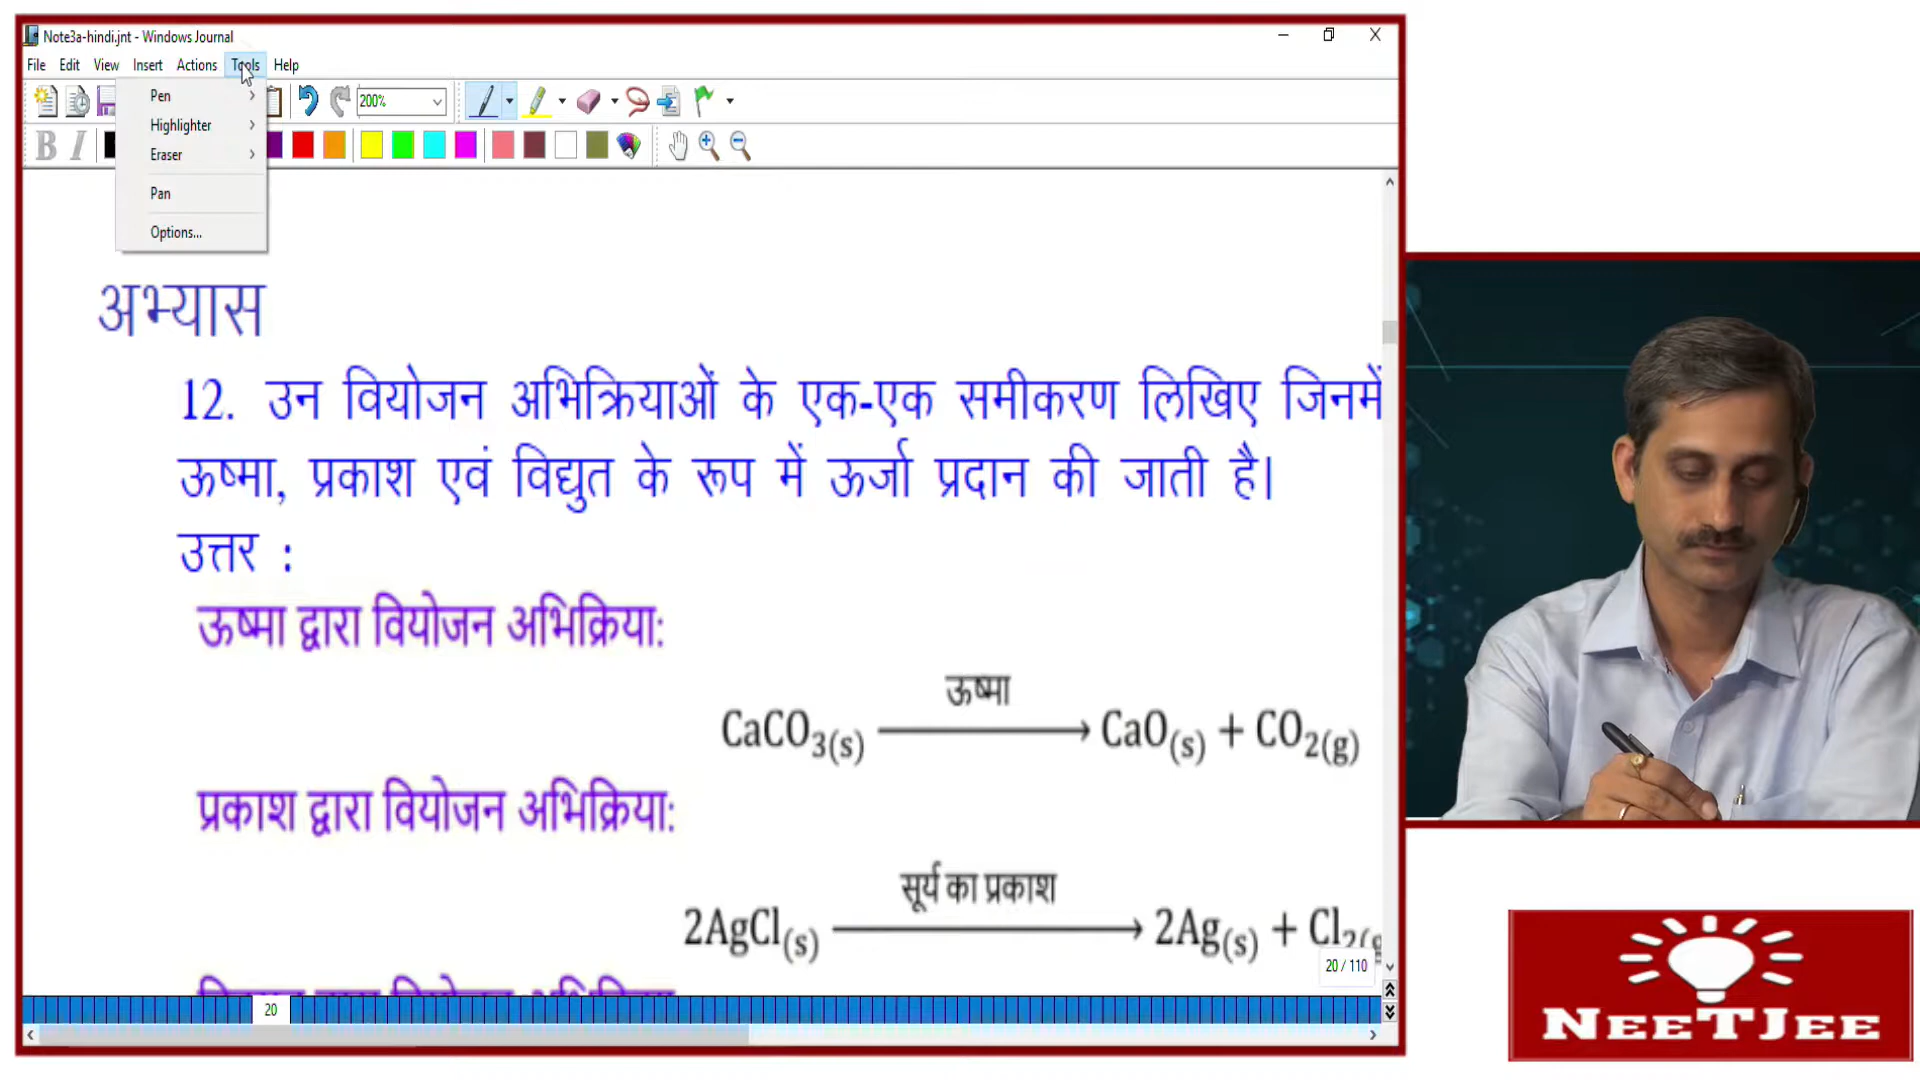 Note3a-hindi.jnt - Windows Journal
File Edit View Insert Actions Tools Help
Pen
Highlighter
Eraser
Pan
Options...
200%
B I
अभ्यास
12. उन वियोजन अभिक्रियाओं के एक-एक समीकरण लिखिए जिनमें
ऊष्मा, प्रकाश एवं विद्युत के रूप में ऊर्जा प्रदान की जाती है।
उत्तर :
ऊष्मा द्वारा वियोजन अभिक्रिया:
ऊष्मा
CaCO₃(s) ⟶ CaO(s) + CO₂(g)
प्रकाश द्वारा वियोजन अभिक्रिया:
सूर्य का प्रकाश
2AgCl(s) ⟶ 2Ag(s) + Cl₂(g
20 / 110
20
NEETJEE